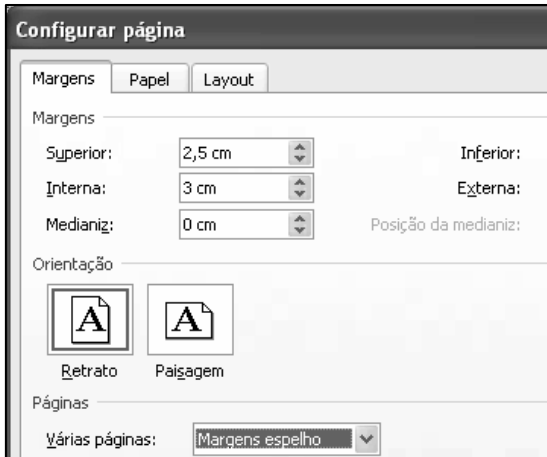 Configurar página
Margens Papel Layout
Margens
Superior: 2,5 cm Inferior:
Interna: 3 cm Externa:
Medianiz: 0 cm Posição da medianiz:
Orientação
A A
Retrato Paisagem
Páginas
Várias páginas: Margens espelho